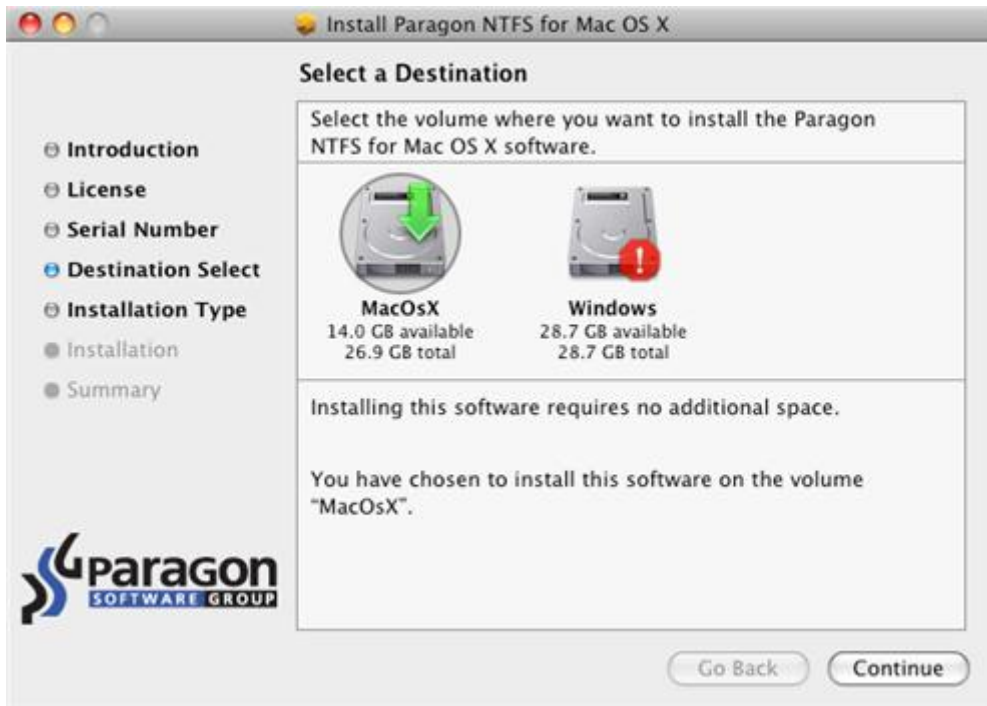 Install Paragon NTFS for Mac OS X
Select a Destination
Introduction
License
Serial Number
Destination Select
Installation Type
Installation
Summary
Select the volume where you want to install the Paragon
NTFS for Mac OS X software.
MacOsX
14.0 GB available
26.9 GB total
Windows
28.7 GB available
28.7 GB total
Installing this software requires no additional space.
You have chosen to install this software on the volume
“MacOsX”.
Paragon
SOFTWARE GROUP
Go Back
Continue